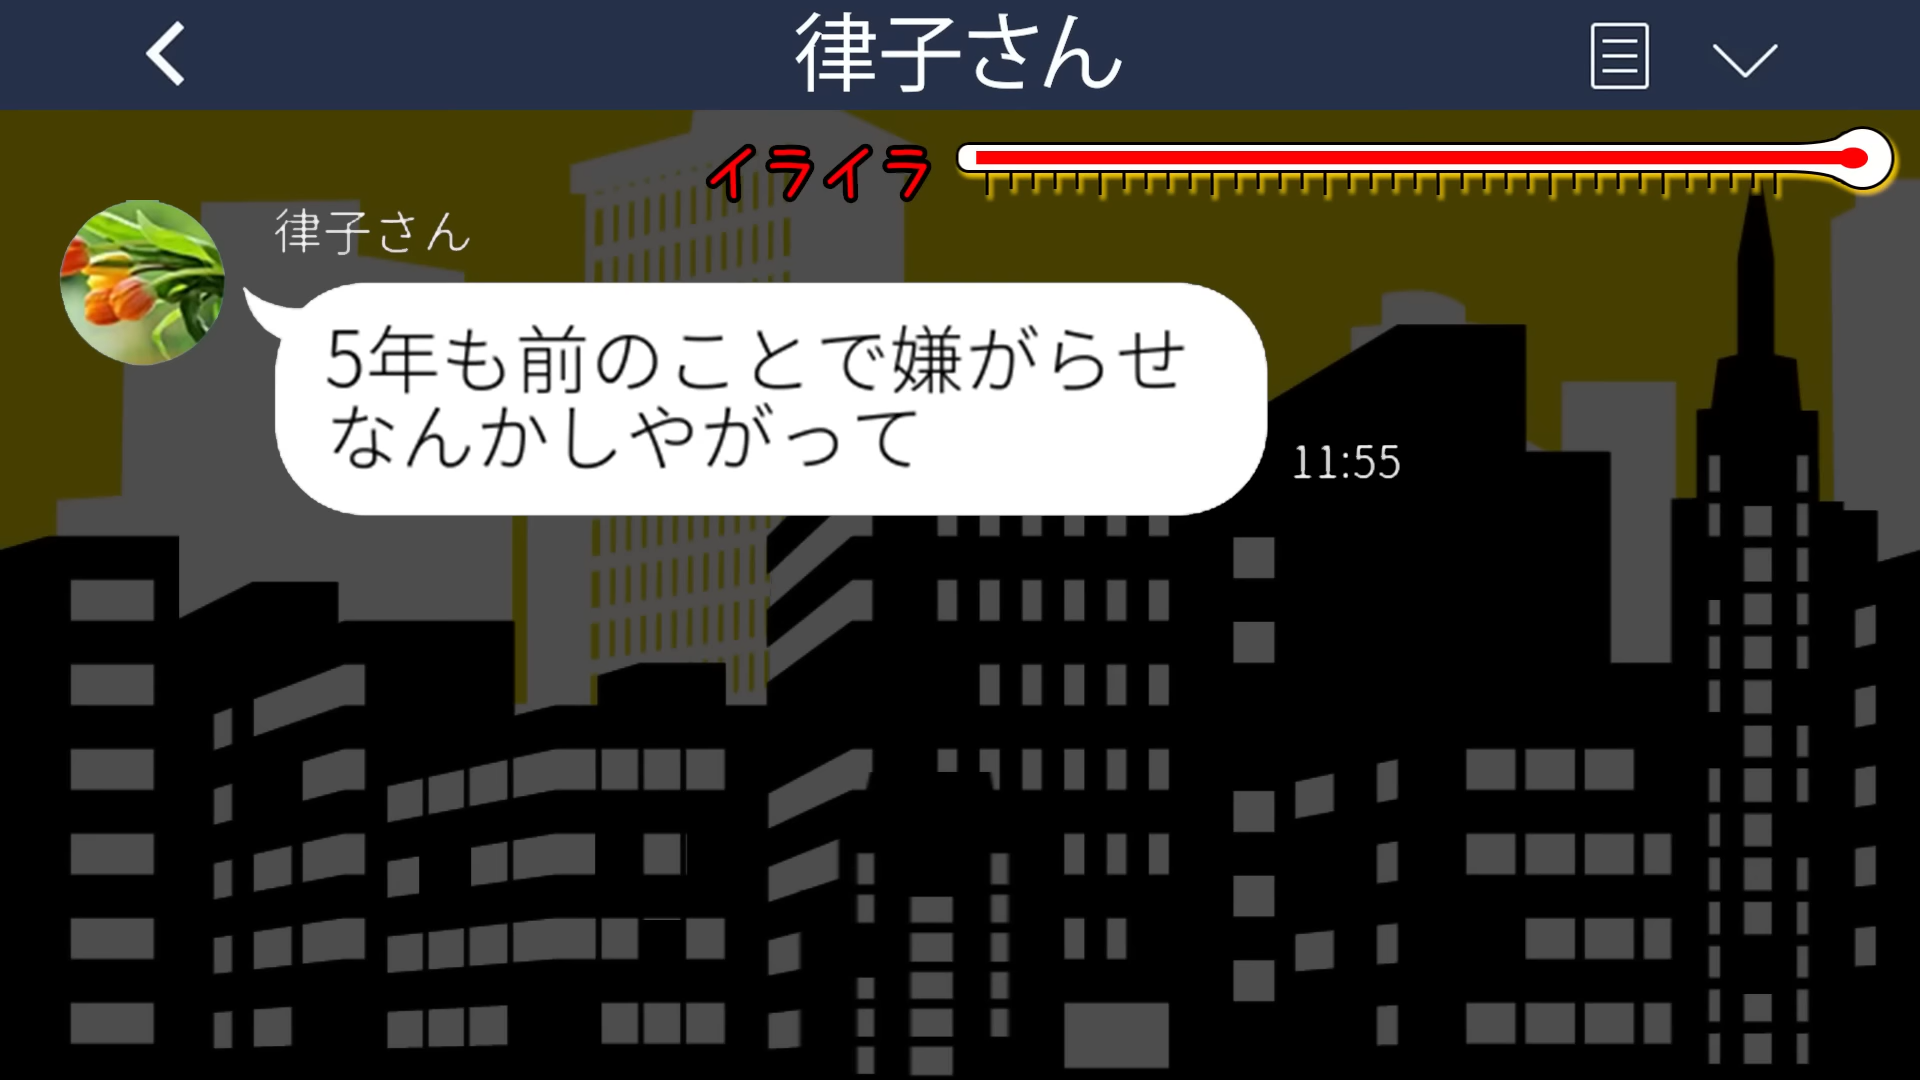 律子さん
イライラ
律子さん
5年も前のことで嫌がらせ
なんかしやがって
11:55